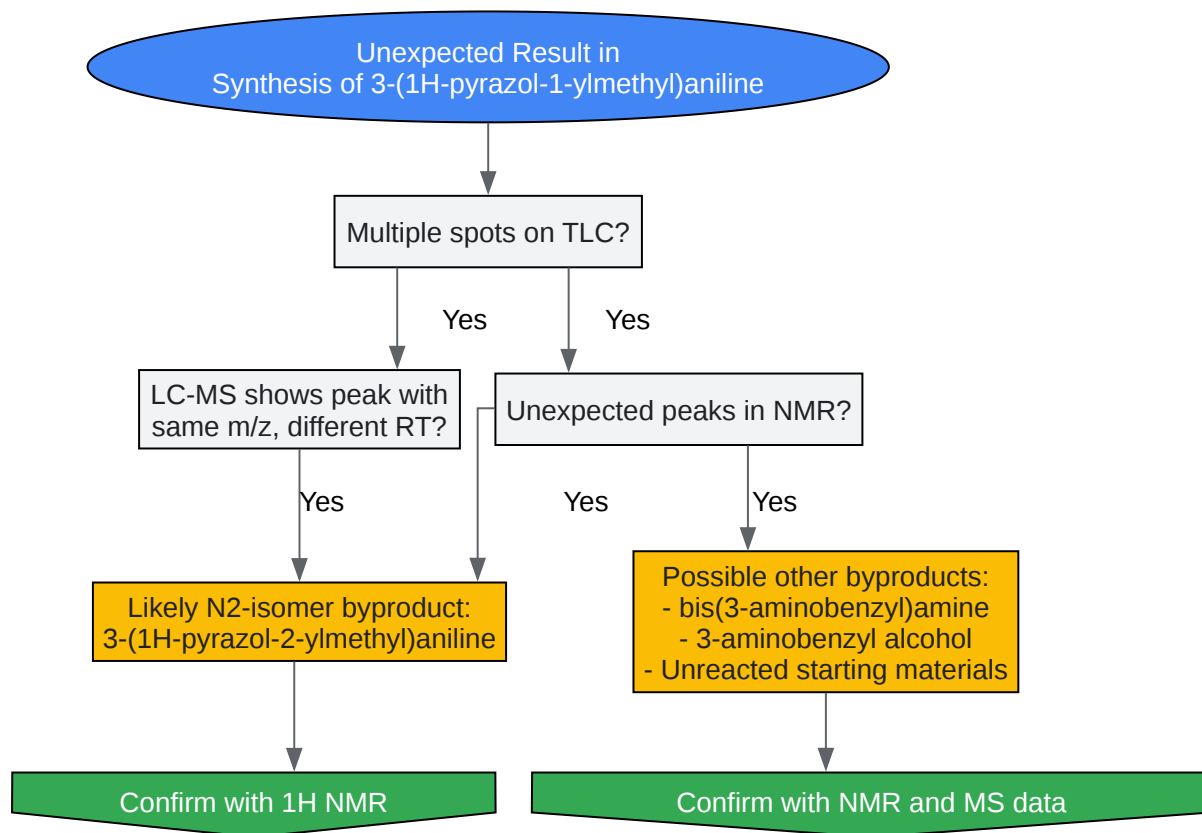 Unexpected Result in
Synthesis of 3-(1H-pyrazol-1-ylmethyl)aniline
Multiple spots on TLC?
Yes
Yes
LC-MS shows peak with
same m/z, different RT?
Unexpected peaks in NMR?
Yes
Yes
Yes
Likely N2-isomer byproduct:
3-(1H-pyrazol-2-ylmethyl)aniline
Possible other byproducts:
- bis(3-aminobenzyl)amine
- 3-aminobenzyl alcohol
- Unreacted starting materials
Confirm with 1H NMR
Confirm with NMR and MS data